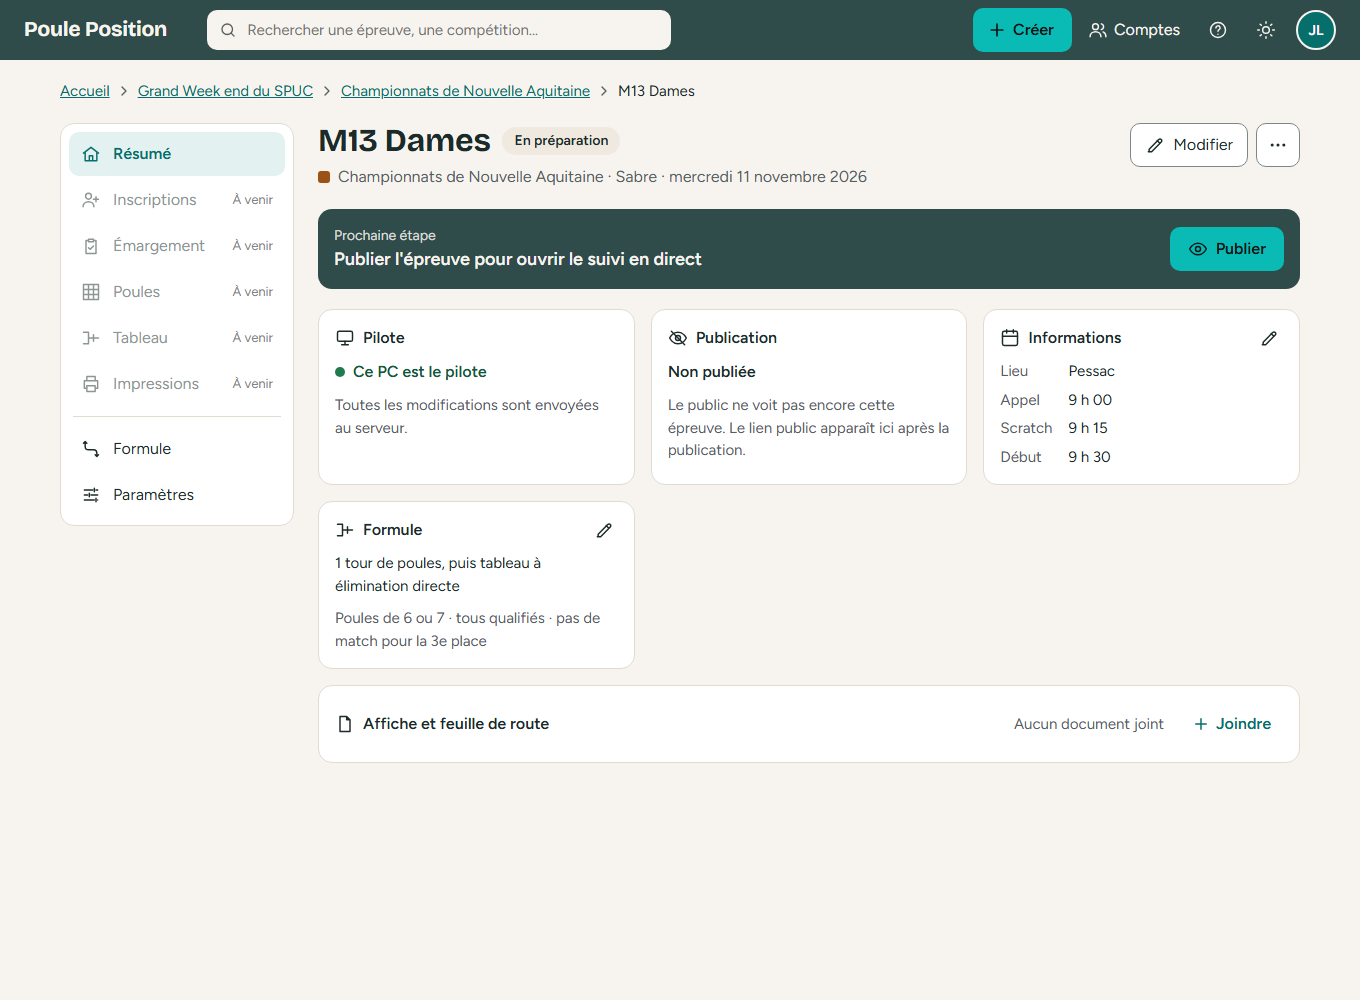 Poule Position
Rechercher une épreuve, une compétition...
Créer
Comptes
JL
Accueil > Grand Week end du SPUC > Championnats de Nouvelle Aquitaine > M13 Dames
Résumé
Inscriptions À venir
Émargement À venir
Poules À venir
Tableau À venir
Impressions À venir
Formule
Paramètres
M13 Dames
En préparation
Modifier
Championnats de Nouvelle Aquitaine · Sabre · mercredi 11 novembre 2026
Prochaine étape
Publier l'épreuve pour ouvrir le suivi en direct
Publier
Pilote
Ce PC est le pilote
Toutes les modifications sont envoyées
au serveur.
Publication
Non publiée
Le public ne voit pas encore cette
épreuve. Le lien public apparaît ici après la
publication.
Informations
Lieu Pessac
Appel 9 h 00
Scratch 9 h 15
Début 9 h 30
Formule
1 tour de poules, puis tableau à
élimination directe
Poules de 6 ou 7 · tous qualifiés · pas de
match pour la 3e place
Affiche et feuille de route
Aucun document joint
Joindre